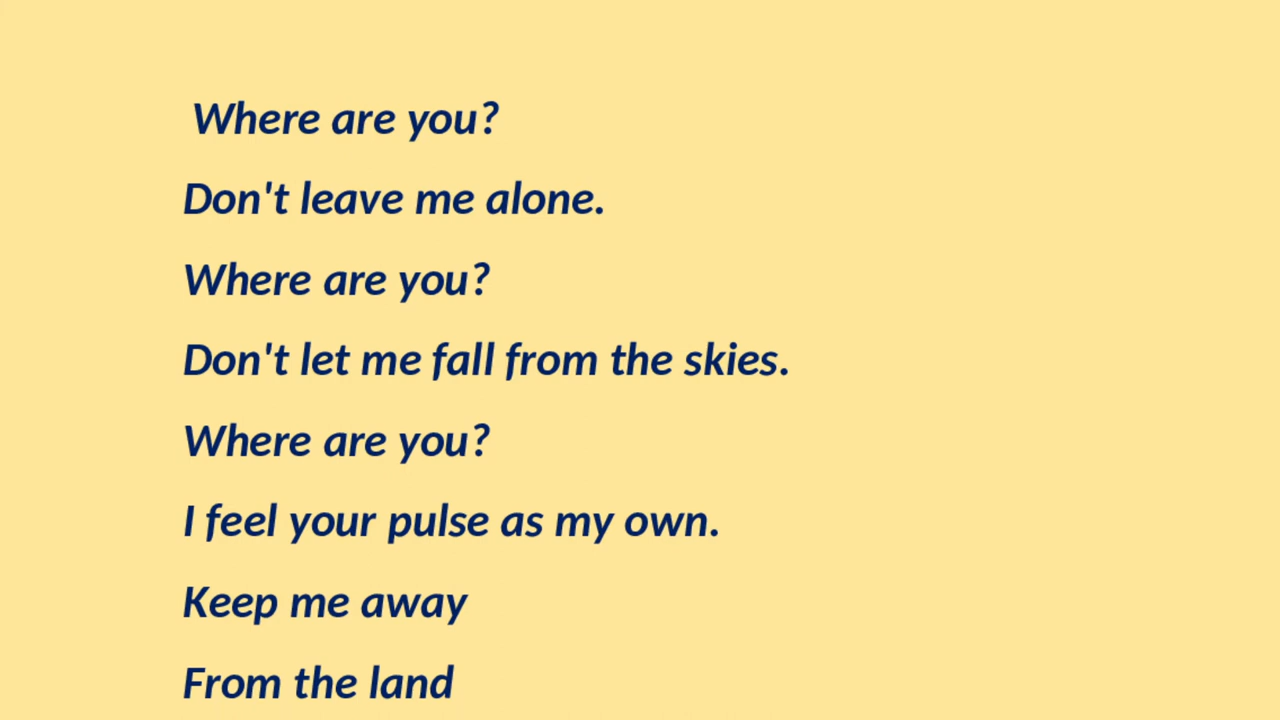 Where are you?
Don't leave me alone.
Where are you?
Don't let me fall from the skies.
Where are you?
I feel your pulse as my own.
Keep me away
From the land